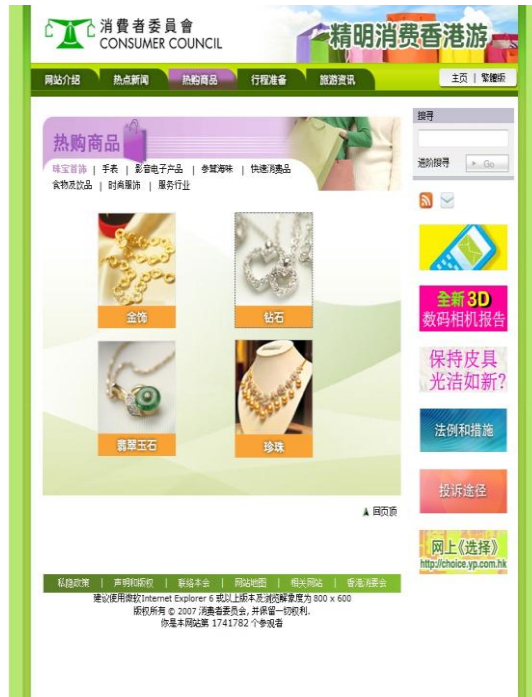 消費者委員會
CONSUMER COUNCIL
精明消费香港游
网站介绍 热点新闻 热购商品 行程准备 旅游资讯 主页 | 繁體版
搜寻
进阶搜寻 Go
热购商品
珠宝首饰 | 手表 | 影音电子产品 | 参茸海味 | 快速消费品
食物及饮品 | 时尚服饰 | 服务行业
金饰 钻石
翡翠玉石 珍珠
全新 3D
数码相机报告
保持皮具
光洁如新?
法例和措施
投诉途径
网上《选择》
http://choice.yp.com.hk
回页顶
私隐政策 | 声明和版权 | 联络本会 | 网站地图 | 相关网站 | 香港消委会
建议使用微软Internet Explorer 6 或以上版本及浏览解象度为 800 x 600
版权所有 © 2007 消费者委员会, 并保留一切权利.
你是本网站第 1741782 个参观者